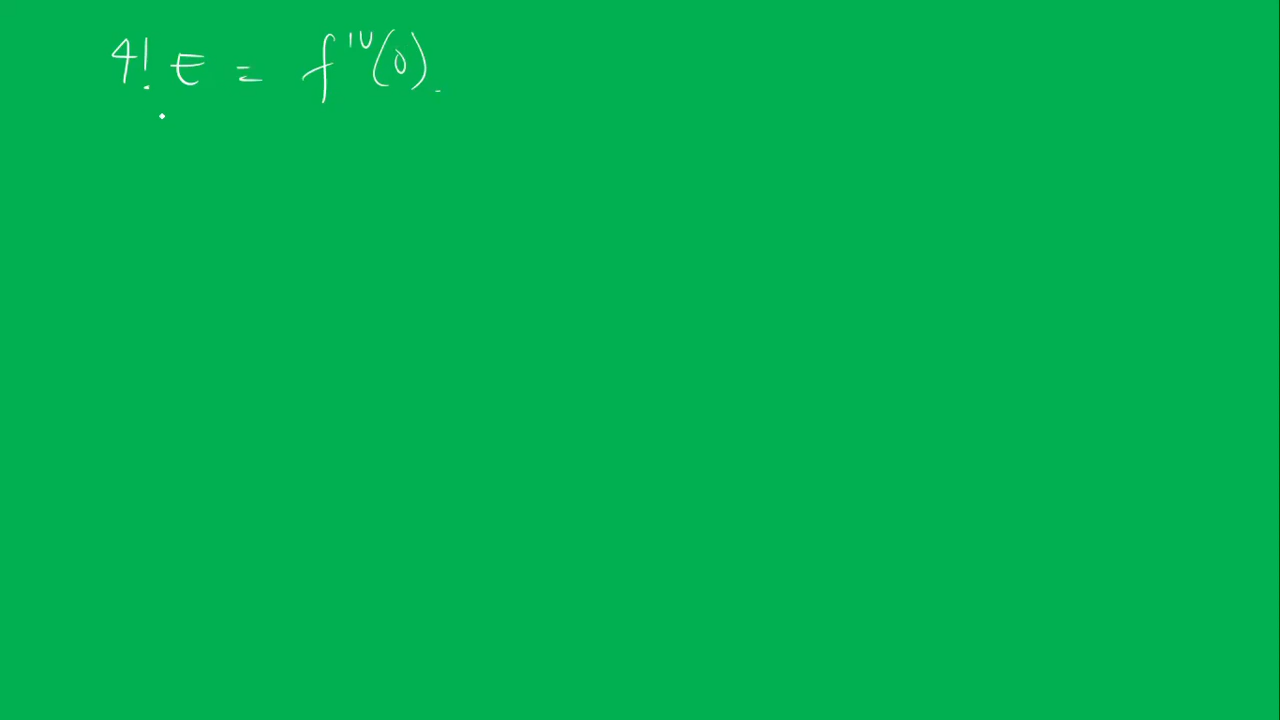 4! E = f^{IV}(0).